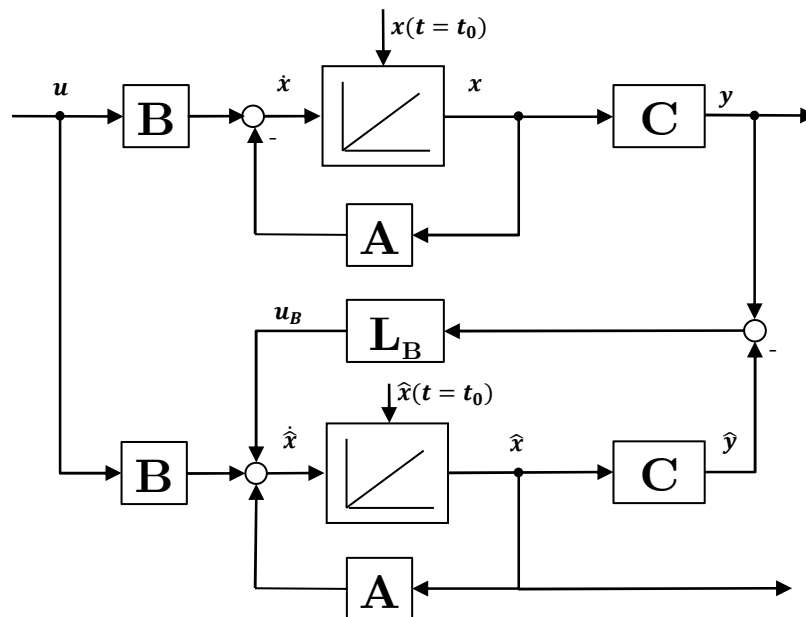 x(t = t₀)
u
ẋ
x
y
B
C
-
A
u_B
L_B
-
x̂(t = t₀)
x̂̇
x̂
ŷ
B
C
A